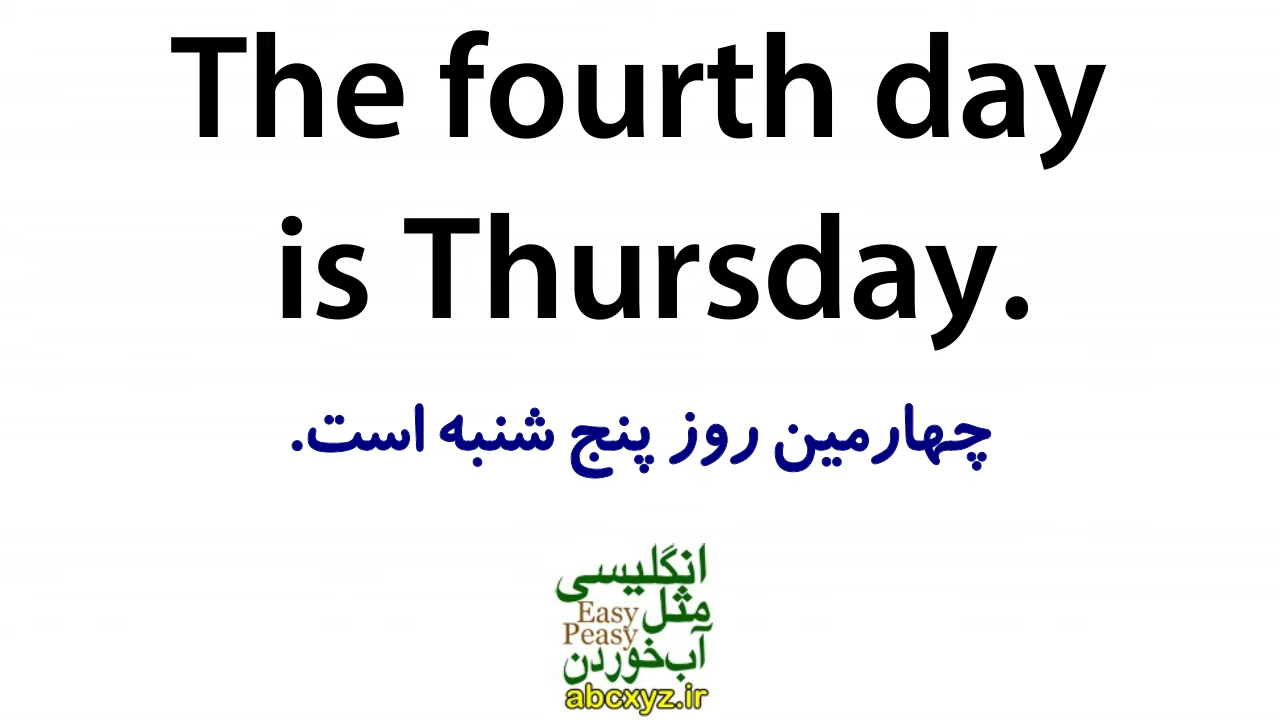 The fourth day
is Thursday.
چهارمین روز پنج شنبه است.
انگلیسی
مثل Easy
Peasy
آب‌خوردن
abcxyz.ir